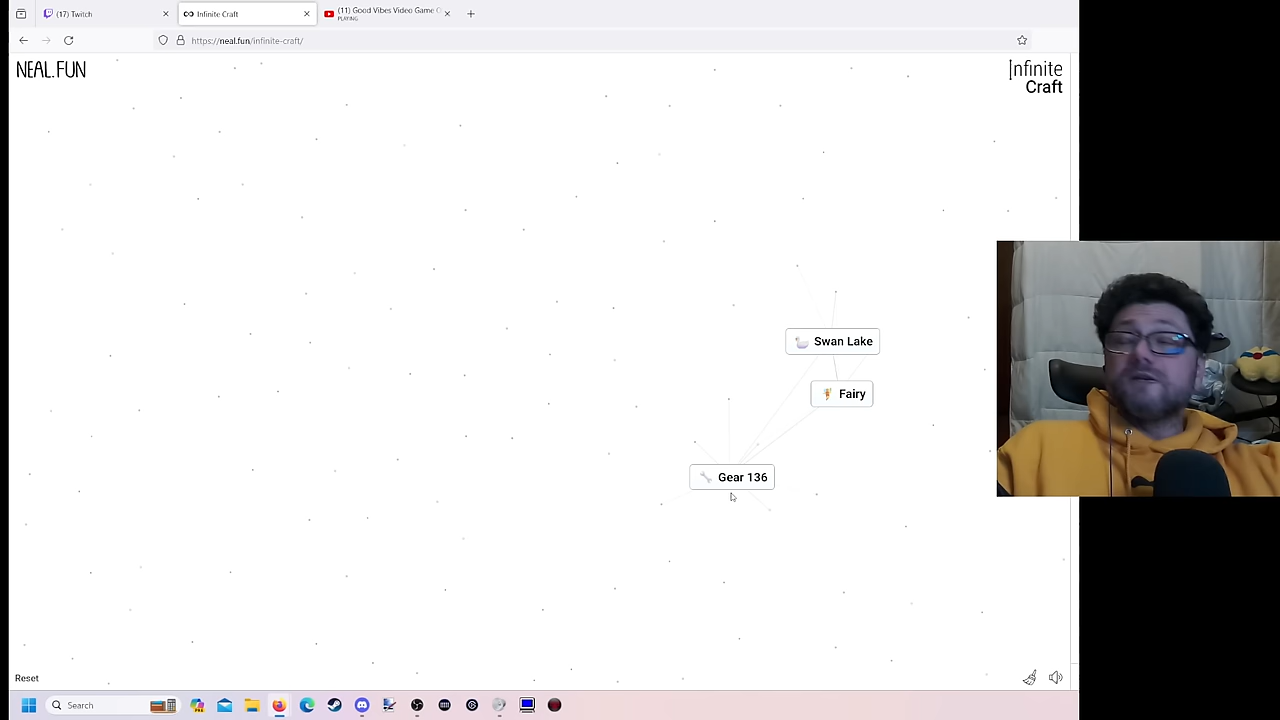 (17) Twitch
Infinite Craft
(11) Good Vibes Video Game
PLAYING
https://neal.fun/infinite-craft/
NEAL.FUN
Infinite
Craft
Swan Lake
Fairy
Gear 136
Reset
Search